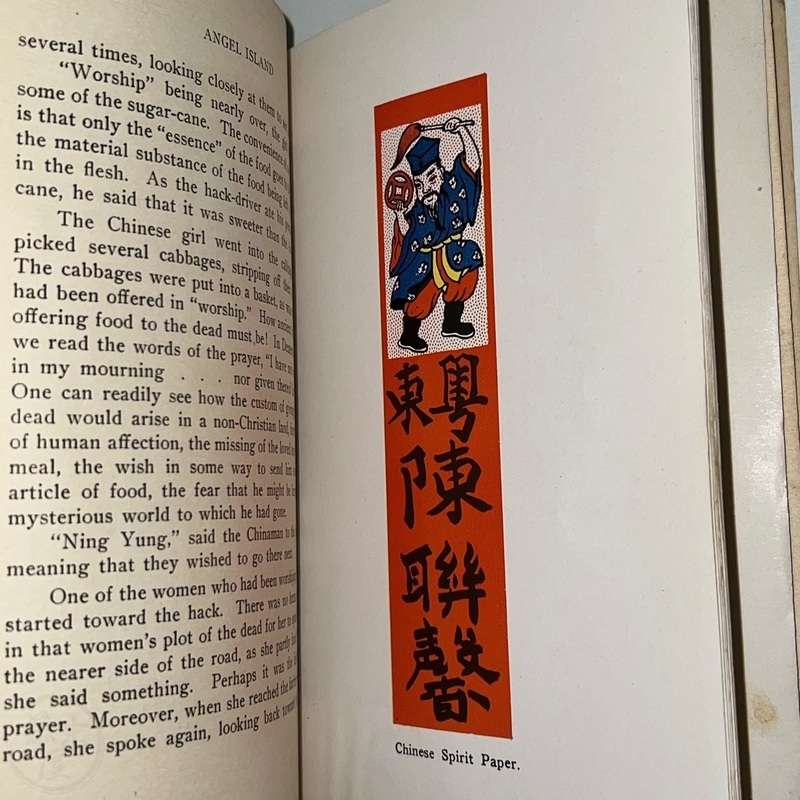 ANGEL ISLAND
several times, looking closely at them to
"Worship" being nearly over, the
some of the sugar-cane. The convenience
is that only the "essence" of the food goes
the material substance of the food being
in the flesh. As the hack-driver ate his
cane, he said that it was sweeter than the
The Chinese girl went into the
picked several cabbages, stripping off
The cabbages were put into a basket, as
had been offered in "worship." How
offering food to the dead must be! In
we read the words of the prayer, "I have
in my mourning . . . nor given
One can readily see how the custom of
dead would arise in a non-Christian land,
of human affection, the missing of the loved
meal, the wish in some way to send him
article of food, the fear that he might be
mysterious world to which he had gone.
"Ning Yung," said the Chinaman to the
meaning that they wished to go there next.
One of the women who had been
started toward the hack. There was no
in that women's plot of the dead for her to
the nearer side of the road, as she partly
she said something. Perhaps it was the
prayer. Moreover, when she reached the
road, she spoke again, looking back toward
粵東
陳
聯
Chinese Spirit Paper.